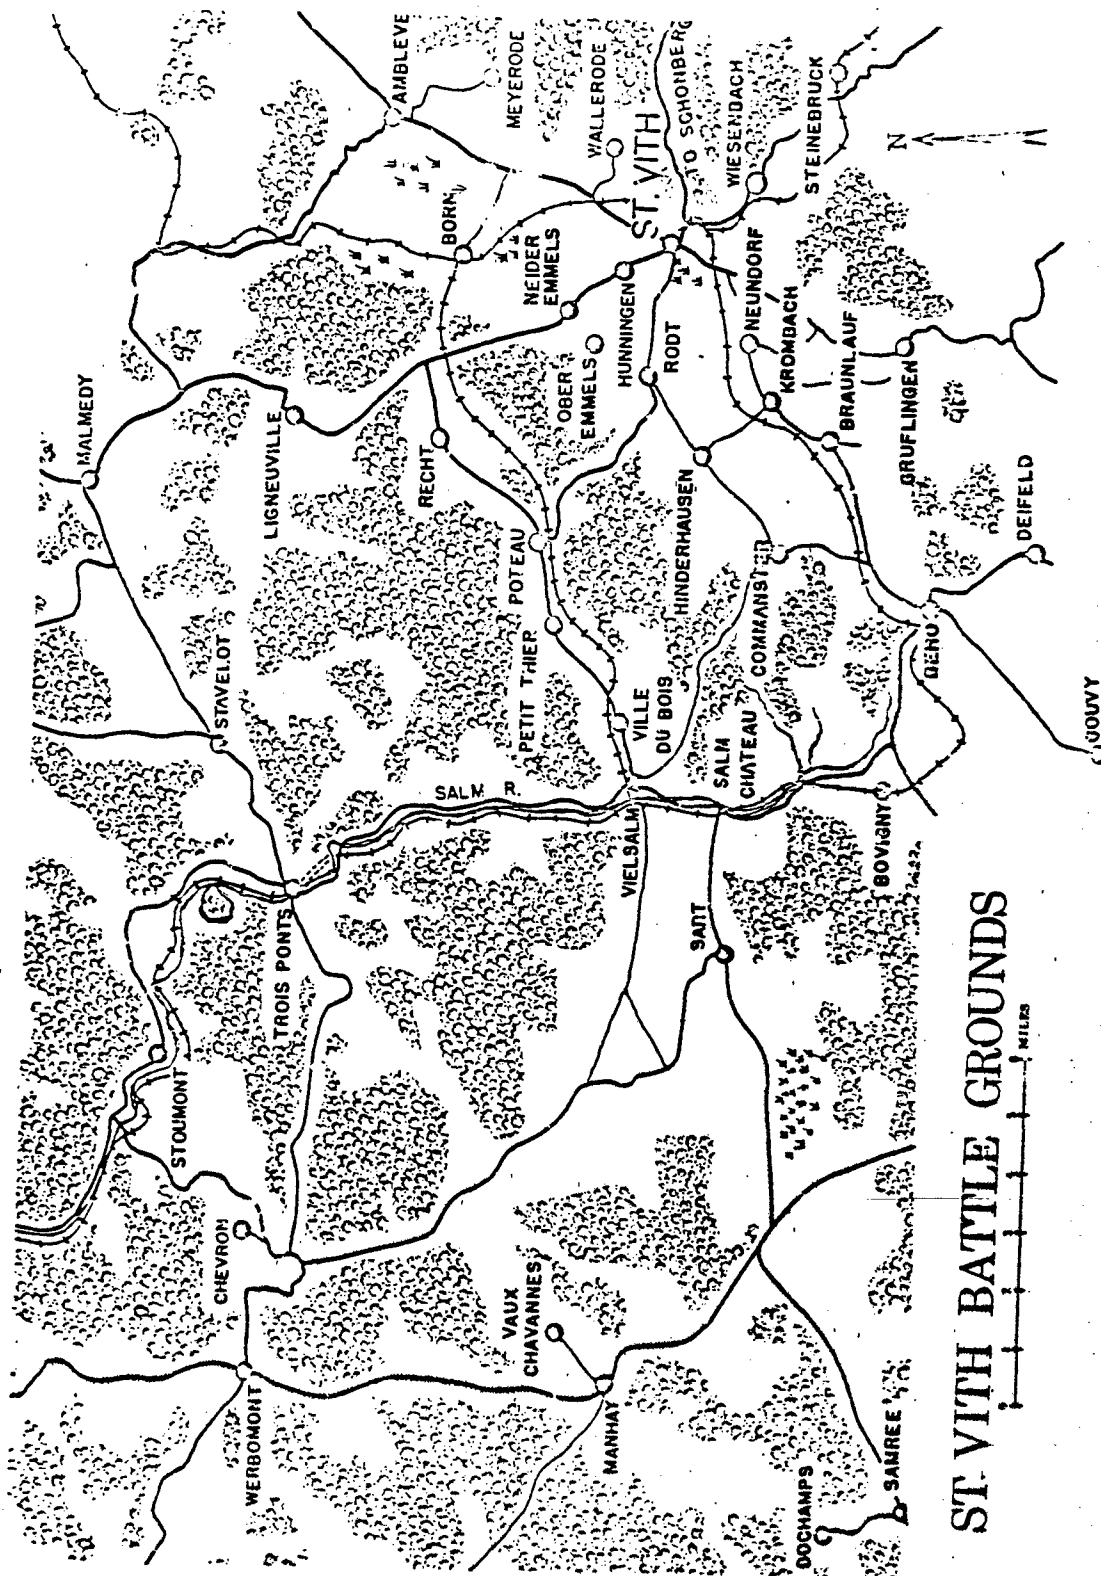 AMBLEVE
MEYERODE
WALLERODE
ST. VITH
TO SCHONBERG
WIESENBACH
STEINEBRUCK
N
BORN
NEIDER
EMMELS
HUNNINGEN
NEUNDORF
MALMEDY
LIGNEUVILLE
RECHT
OBER
EMMELS
RODT
KROMBACH
BRAUNLAUF
GRUFLINGEN
DEIFELD
STAVELOT
POTEAU
PETIT THIER
HINDERHAUSEN
COMMANSTER
VILLE
DU BOIS
SALM
CHATEAU
BEHO
GOUVY
SALM R.
VIELSALM
BOVIGNY
TROIS PONTS
SART
STOUMONT
CHEVRON
VAUX
CHAVANNES
WERBOMONT
MANHAY
DOCHAMPS
SAMREE
ST. VITH BATTLE GROUNDS
MILES